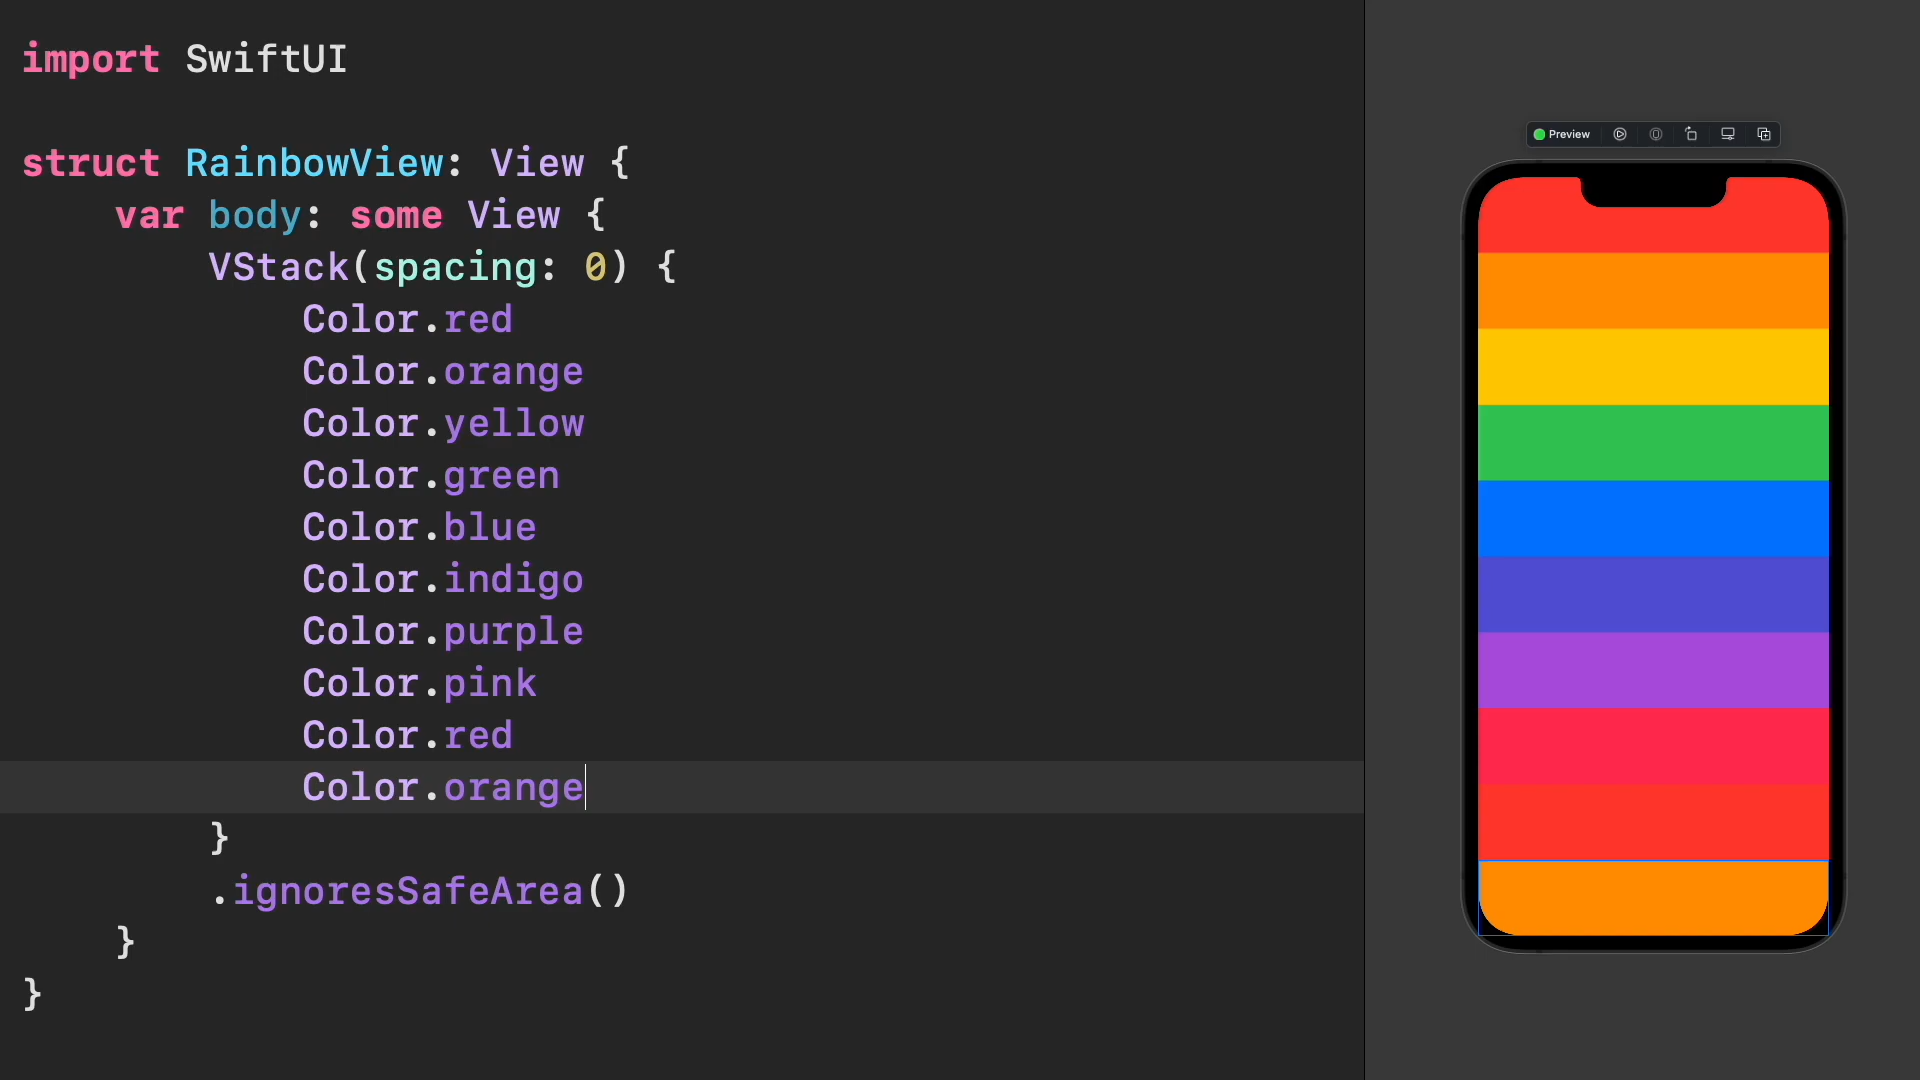 import SwiftUI
struct RainbowView: View {
var body: some View {
VStack(spacing: 0) {
Color.red
Color.orange
Color.yellow
Color.green
Color.blue
Color.indigo
Color.purple
Color.pink
Color.red
Color.orange
}
.ignoresSafeArea()
}
}
Preview